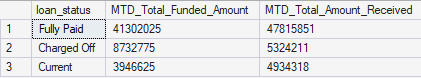 loan_status MTD_Total_Funded_Amount MTD_Total_Amount_Received
1 Fully Paid 41302025 47815851
2 Charged Off 8732775 5324211
3 Current 3946625 4934318